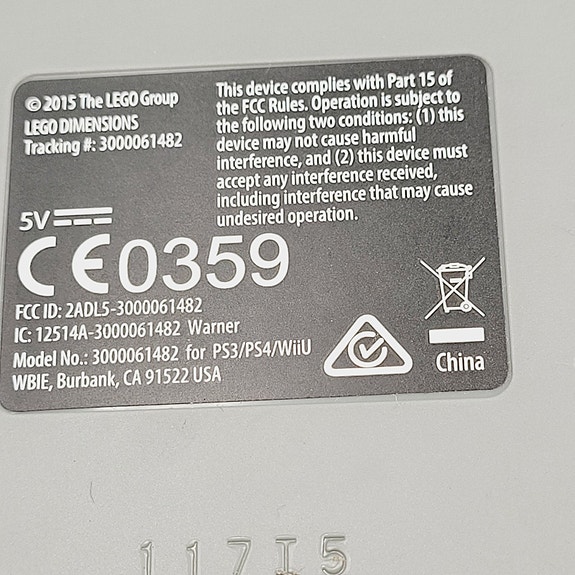 © 2015 The LEGO Group
LEGO DIMENSIONS
Tracking #: 3000061482
This device complies with Part 15 of
the FCC Rules. Operation is subject to
the following two conditions: (1) this
device may not cause harmful
interference, and (2) this device must
accept any interference received,
including interference that may cause
undesired operation.
5V
CE0359
FCC ID: 2ADL5-3000061482
IC: 12514A-3000061482 Warner
Model No.: 3000061482 for PS3/PS4/WiiU
WBIE, Burbank, CA 91522 USA
China
117I5